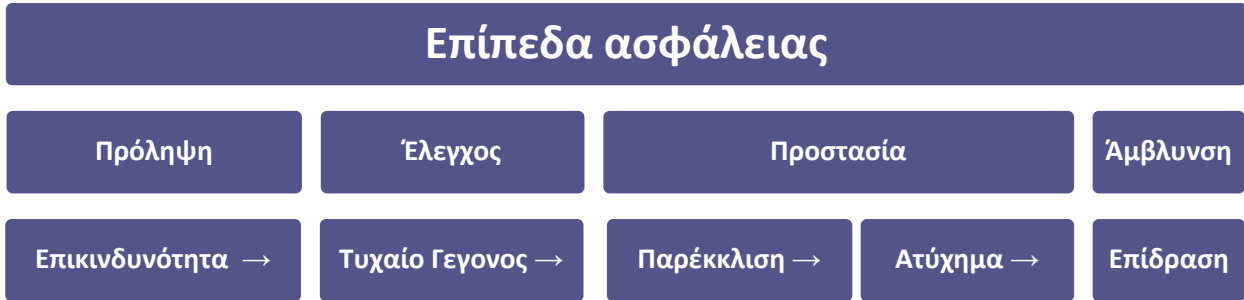 Επίπεδα ασφάλειας
Πρόληψη Έλεγχος Προστασία Άμβλυνση
Επικινδυνότητα → Τυχαίο Γεγονος → Παρέκκλιση → Ατύχημα → Επίδραση